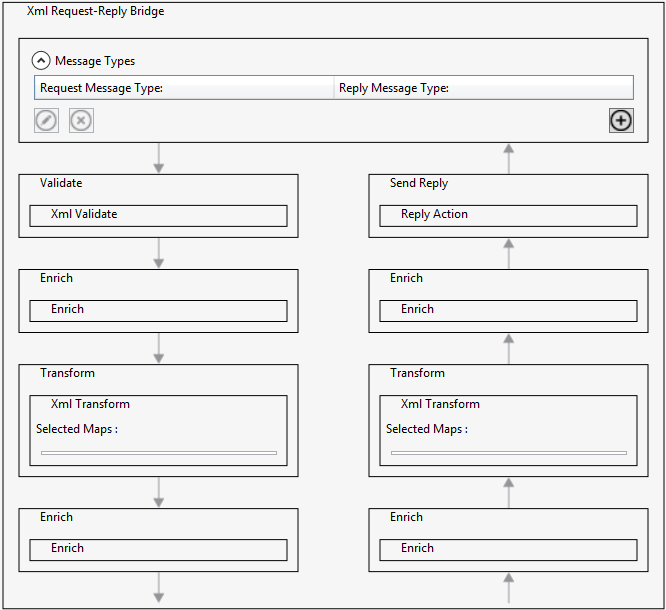 Xml Request-Reply Bridge
Message Types
Request Message Type:
Reply Message Type:
Validate
Xml Validate
Enrich
Enrich
Transform
Xml Transform
Selected Maps :
Enrich
Enrich
Send Reply
Reply Action
Enrich
Enrich
Transform
Xml Transform
Selected Maps :
Enrich
Enrich